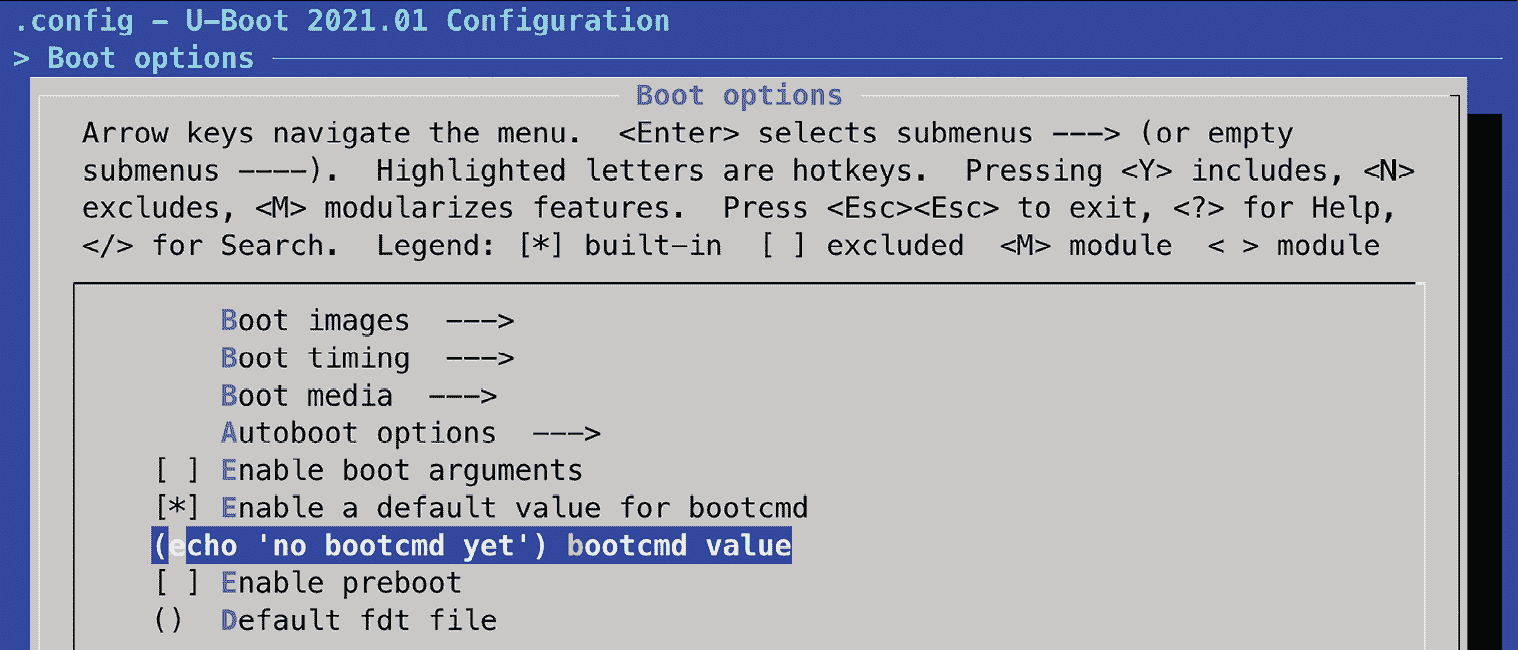 .config - U-Boot 2021.01 Configuration
> Boot options
Boot options
Arrow keys navigate the menu.  <Enter> selects submenus ---> (or empty
submenus ----).  Highlighted letters are hotkeys.  Pressing <Y> includes, <N>
excludes, <M> modularizes features.  Press <Esc><Esc> to exit, <?> for Help,
</> for Search.  Legend: [*] built-in  [ ] excluded  <M> module  < > module
Boot images  --->
Boot timing  --->
Boot media  --->
Autoboot options  --->
[ ] Enable boot arguments
[*] Enable a default value for bootcmd
(echo 'no bootcmd yet') bootcmd value
[ ] Enable preboot
()  Default fdt file